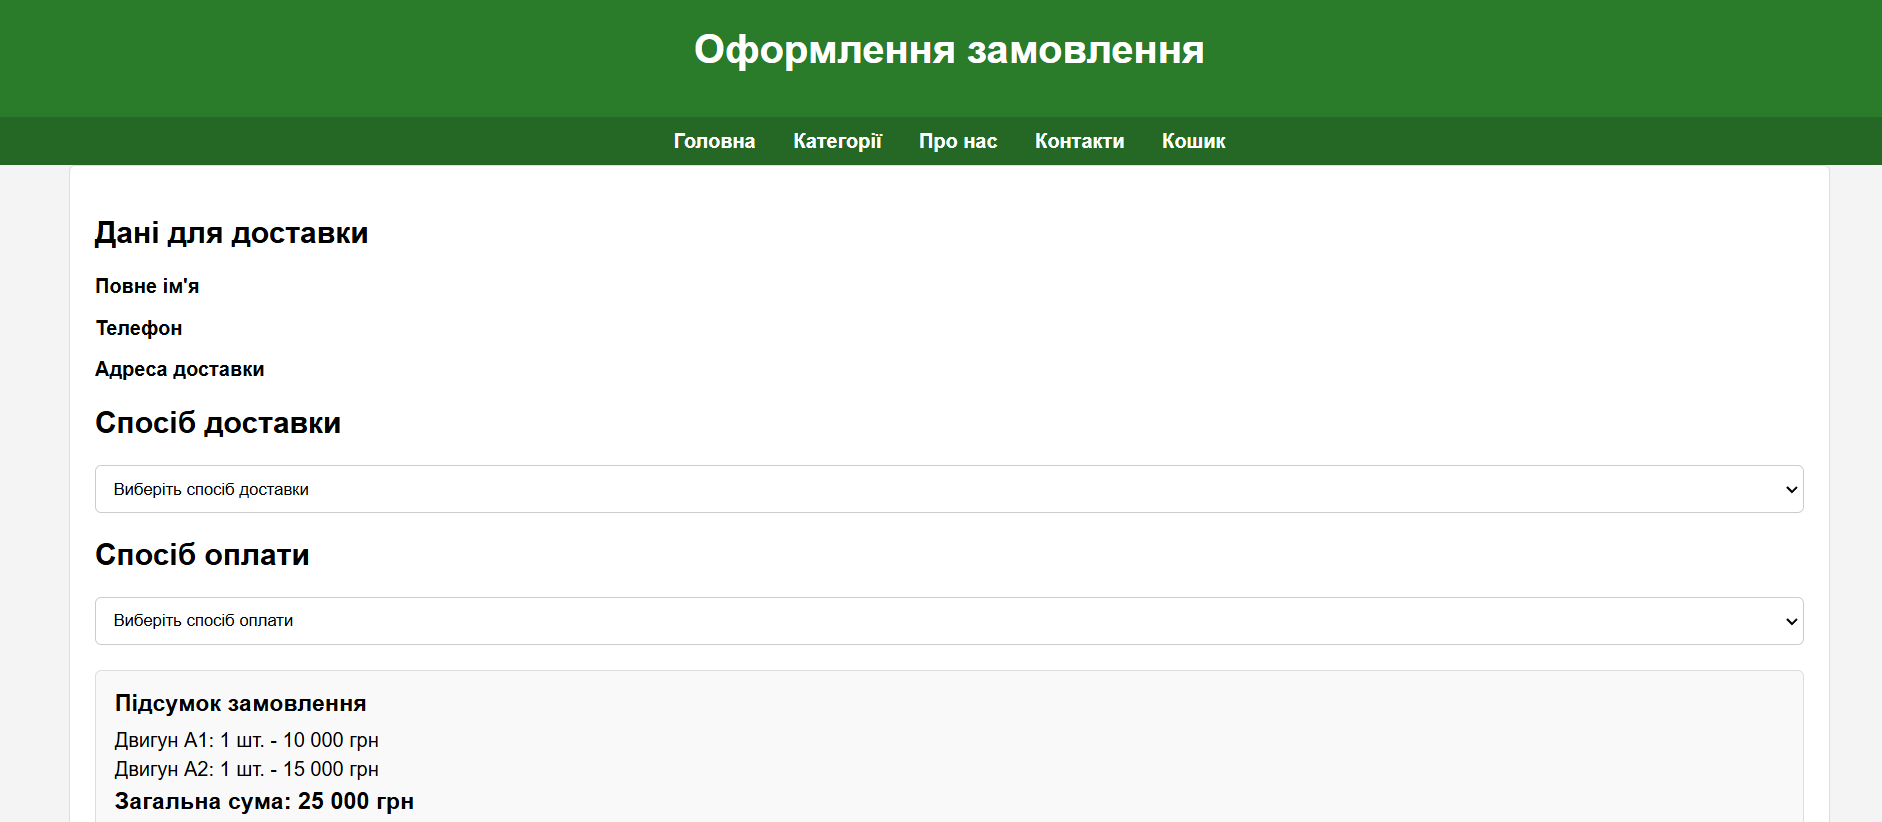 Оформлення замовлення
Головна Категорії Про нас Контакти Кошик
Дані для доставки
Повне ім'я
Телефон
Адреса доставки
Спосіб доставки
Виберіть спосіб доставки
Спосіб оплати
Виберіть спосіб оплати
Підсумок замовлення
Двигун А1: 1 шт. - 10 000 грн
Двигун А2: 1 шт. - 15 000 грн
Загальна сума: 25 000 грн